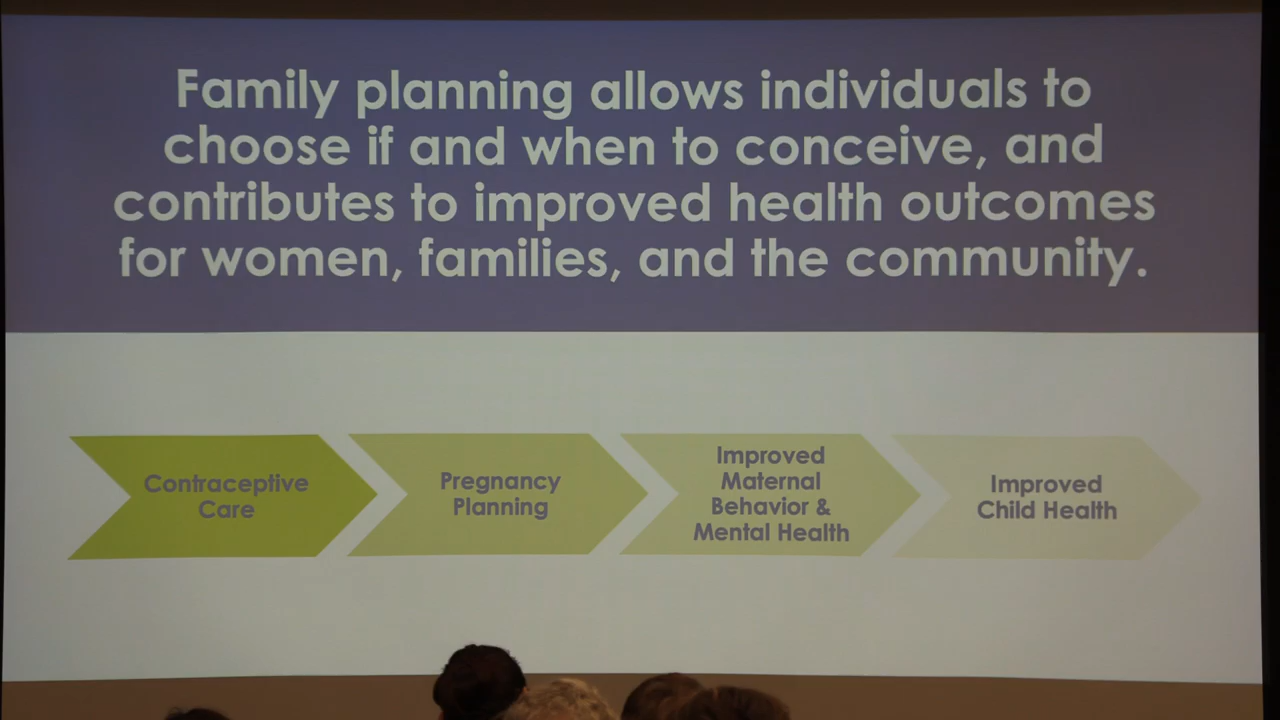 Family planning allows individuals to
choose if and when to conceive, and
contributes to improved health outcomes
for women, families, and the community.
Contraceptive
Care
Pregnancy
Planning
Improved
Maternal
Behavior &
Mental Health
Improved
Child Health